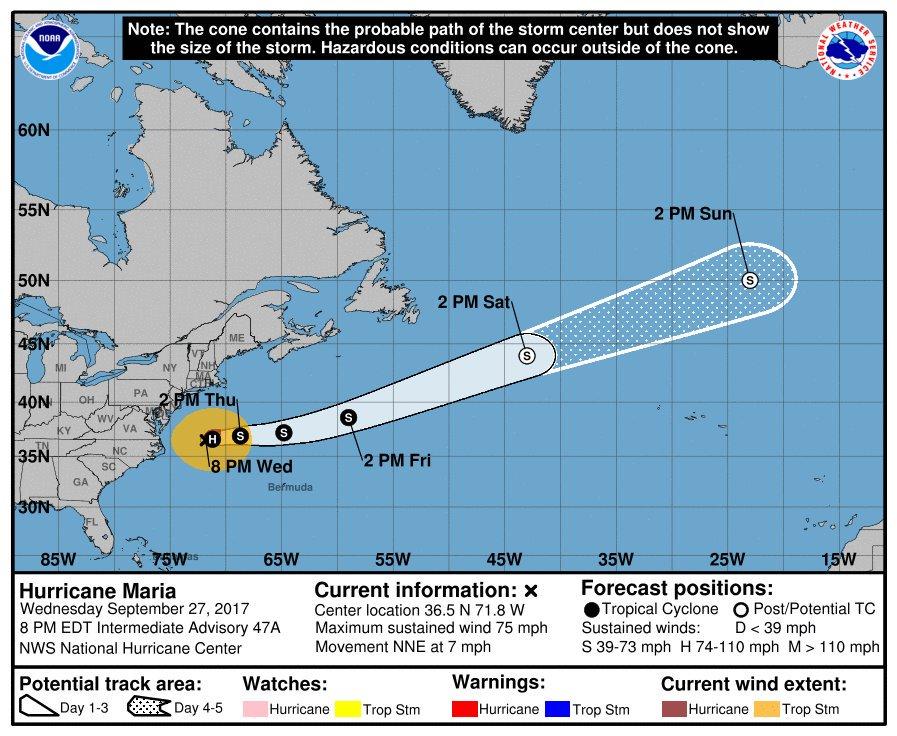 Note: The cone contains the probable path of the storm center but does not show
the size of the storm. Hazardous conditions can occur outside of the cone.
NOAA
NATIONAL WEATHER SERVICE
60N
55N
2 PM Sun
50N
S
2 PM Sat
S
45N
ME
VT
NH
MI
NY
MA
CT
40N
OH
PA
2 PM Thu
WV
KY
VA
H
S
S
S
2 PM Fri
8 PM Wed
35N
TN
NC
SC
GA
Bermuda
30N
FL
85W
75W
65W
55W
45W
35W
25W
15W
Hurricane Maria
Wednesday September 27, 2017
8 PM EDT Intermediate Advisory 47A
NWS National Hurricane Center
Current information: x
Center location 36.5 N 71.8 W
Maximum sustained wind 75 mph
Movement NNE at 7 mph
Forecast positions:
Tropical Cyclone Post/Potential TC
Sustained winds: D < 39 mph
S 39-73 mph H 74-110 mph M > 110 mph
Potential track area:
Day 1-3 Day 4-5
Watches:
Hurricane Trop Stm
Warnings:
Hurricane Trop Stm
Current wind extent:
Hurricane Trop Stm